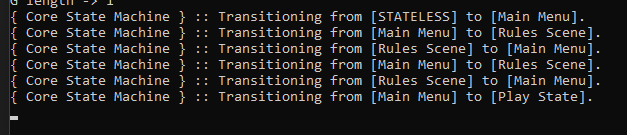 G length -> 1
{ Core State Machine } :: Transitioning from [STATELESS] to [Main Menu].
{ Core State Machine } :: Transitioning from [Main Menu] to [Rules Scene].
{ Core State Machine } :: Transitioning from [Rules Scene] to [Main Menu].
{ Core State Machine } :: Transitioning from [Main Menu] to [Rules Scene].
{ Core State Machine } :: Transitioning from [Rules Scene] to [Main Menu].
{ Core State Machine } :: Transitioning from [Main Menu] to [Play State].